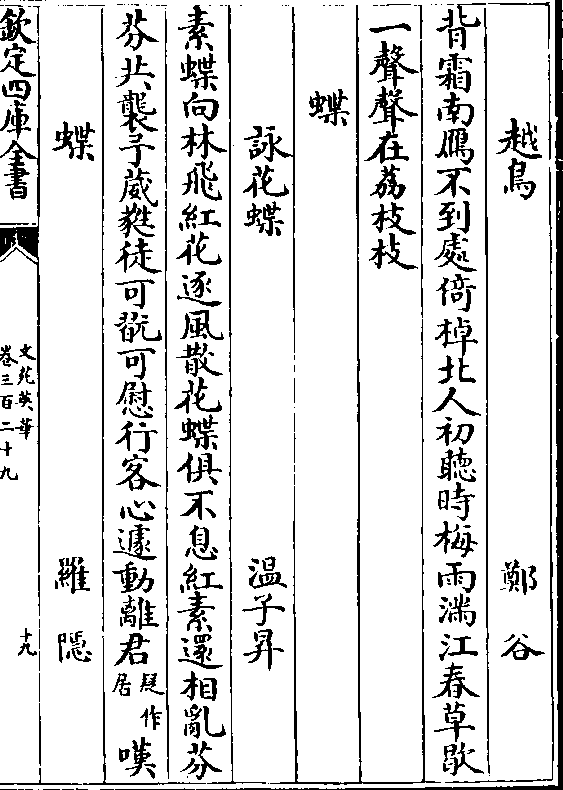 越鳥 鄭谷
背霜南鴈不到處倚棹北人初聽時梅雨滿江春草歇
一聲聲在荔枝枝
蝶
詠花蝶 温子昇
素蝶向林飛紅花逐風散花蝶俱不息紅素還相亂芬
芬共襲予葳蕤徒可翫可慰行客心遽動離君疑作居嘆
蝶 羅隠
欽定四庫全書
文苑英華
卷三百二十九
十九